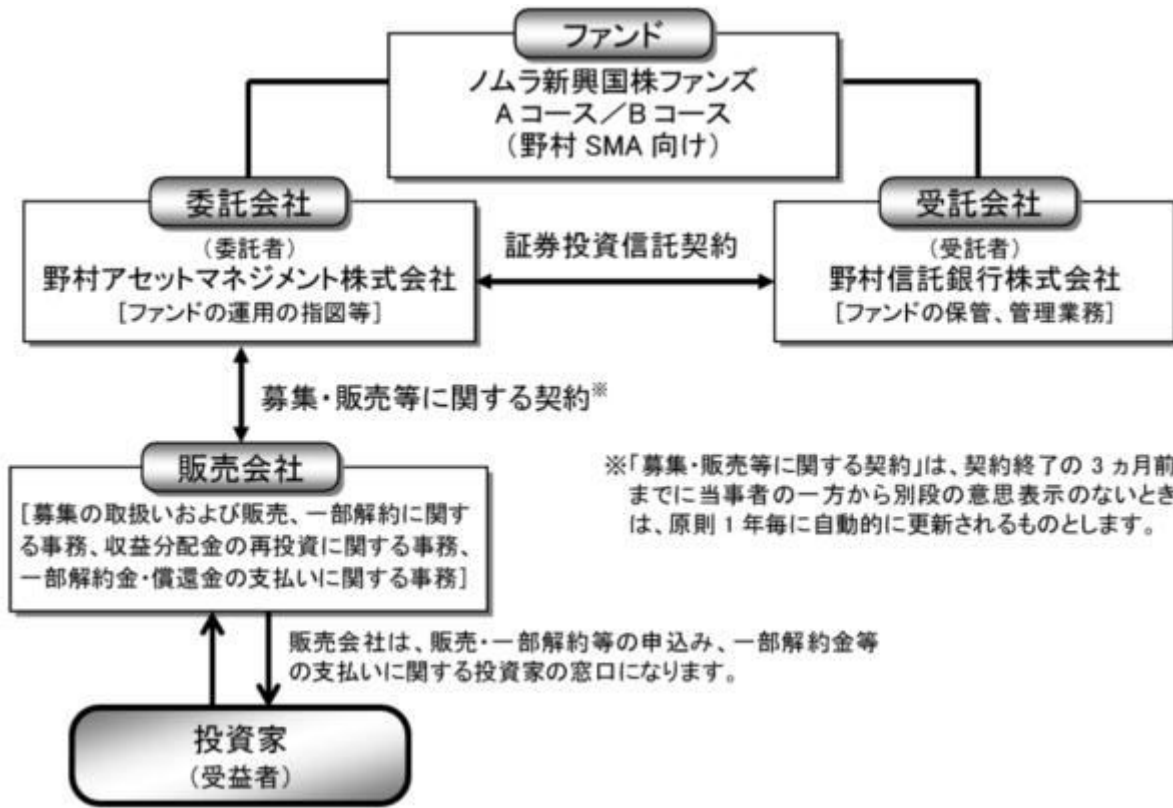 ファンド
ノムラ新興国株ファンズ
Aコース／Bコース
（野村 SMA 向け）
委託会社
（委託者）
野村アセットマネジメント株式会社
[ファンドの運用の指図等]
証券投資信託契約
受託会社
（受託者）
野村信託銀行株式会社
[ファンドの保管、管理業務]
募集・販売等に関する契約※
販売会社
[募集の取扱いおよび販売、一部解約に関す
る事務、収益分配金の再投資に関する事務、
一部解約金・償還金の支払いに関する事務]
※「募集・販売等に関する契約」は、契約終了の 3 ヵ月前
までに当事者の一方から別段の意思表示のないとき
は、原則 1 年毎に自動的に更新されるものとします。
販売会社は、販売・一部解約等の申込み、一部解約金等
の支払いに関する投資家の窓口になります。
投資家
（受益者）